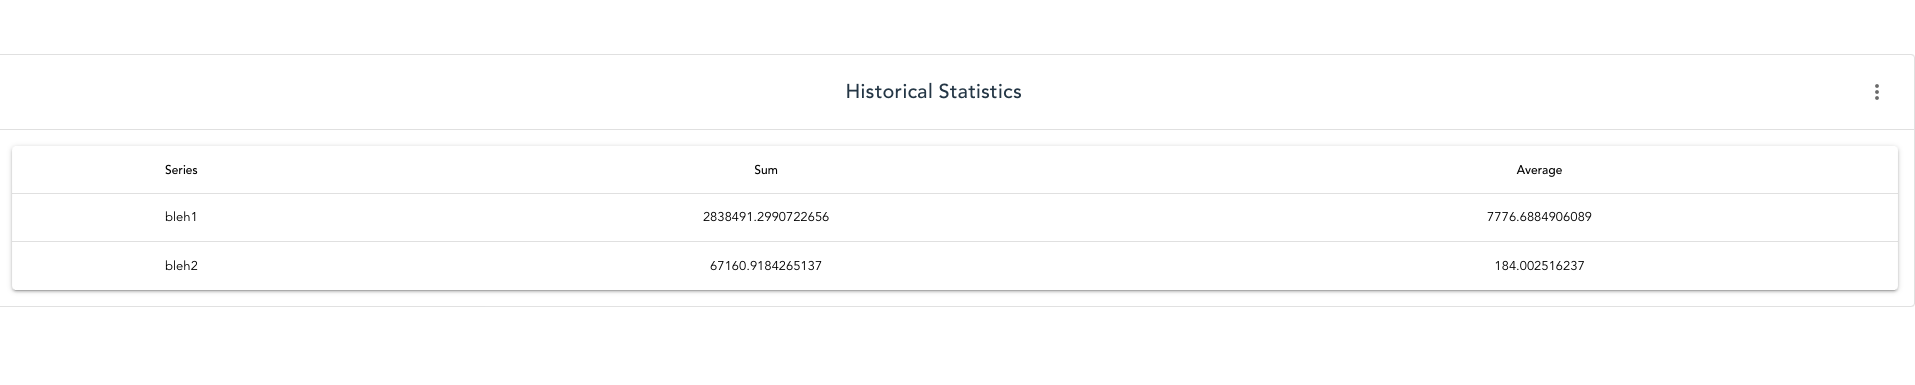 Historical Statistics
Series Sum Average
bleh1 2838491.2990722656 7776.6884906089
bleh2 67160.9184265137 184.002516237